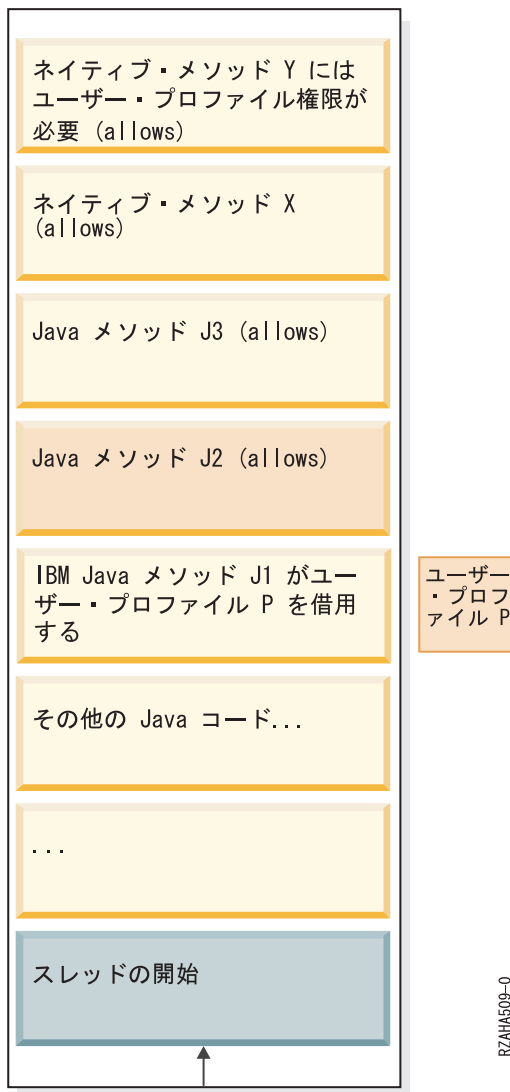 ネイティブ・メソッド Y には
ユーザー・プロファイル権限が
必要 (allows)
ネイティブ・メソッド X
(allows)
Java メソッド J3 (allows)
Java メソッド J2 (allows)
IBM Java メソッド J1 がユー
ザー・プロファイル P を借用
する
ユーザー
・プロフ
ァイル P
その他の Java コード...
...
スレッドの開始
RZAHA509-0